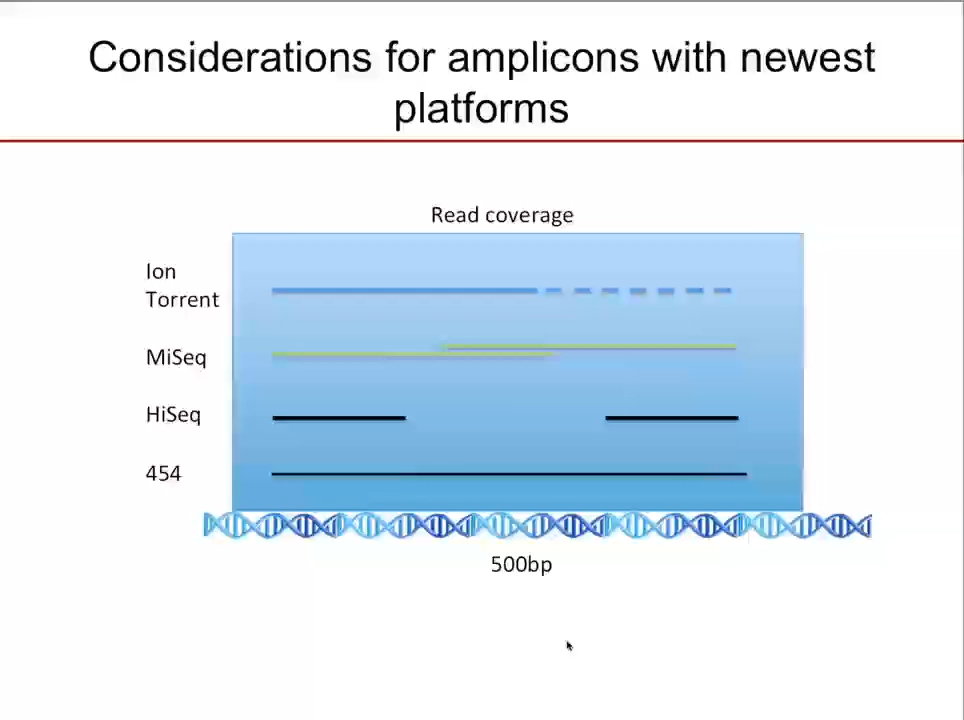 Considerations for amplicons with newest
platforms
Read coverage
Ion
Torrent
MiSeq
HiSeq
454
500bp